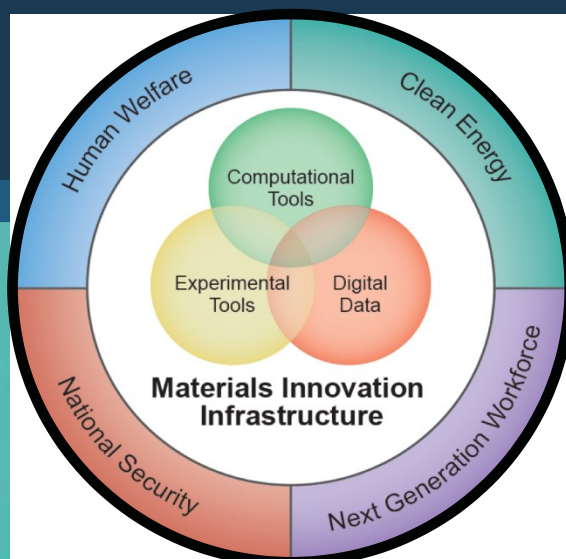 Human Welfare
Clean Energy
Computational
Tools
Experimental
Tools
Digital
Data
Materials Innovation
Infrastructure
National Security
Next Generation Workforce